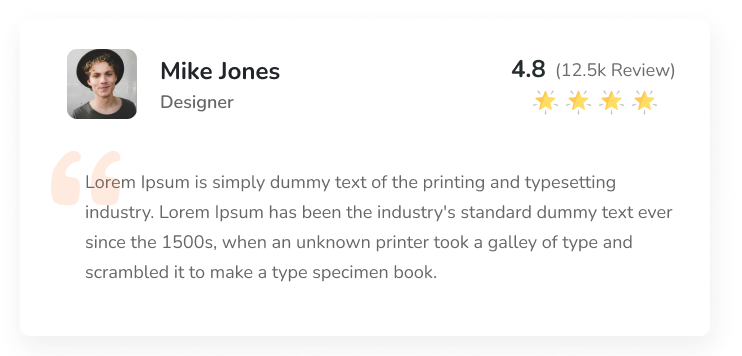 Mike Jones
Designer
4.8 (12.5k Review)
“
Lorem Ipsum is simply dummy text of the printing and typesetting
industry. Lorem Ipsum has been the industry's standard dummy text ever
since the 1500s, when an unknown printer took a galley of type and
scrambled it to make a type specimen book.